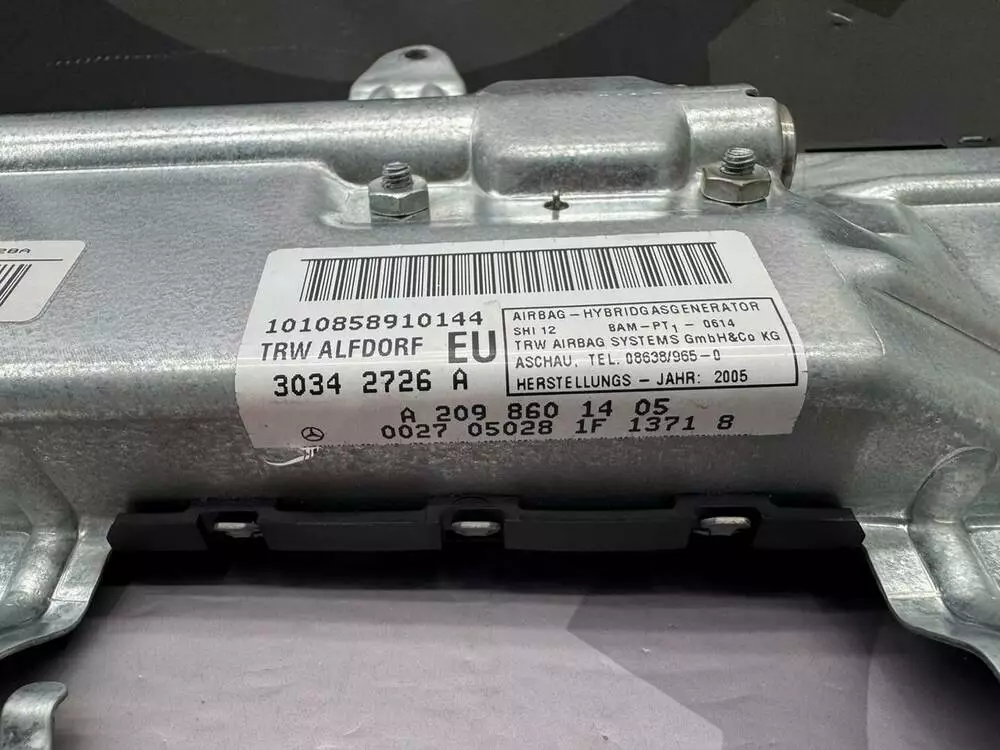 28A
1010858910144
TRW ALFDORF EU
3034 2726 A
AIRBAG-HYBRIDGASGENERATOR
SHI 12 BAM-PT1-0614
TRW AIRBAG SYSTEMS GmbH&Co KG
ASCHAU, TEL. 08638/965-0
HERSTELLUNGS - JAHR: 2005
A 209 860 14 05
0027 05028 1F 1371 8